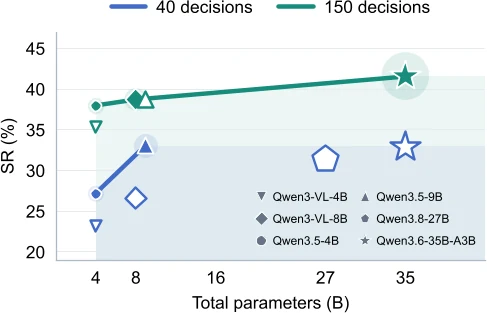 40 decisions 150 decisions
45
40
35
30
25
20
SR (%)
Qwen3-VL-4B Qwen3.5-9B
Qwen3-VL-8B Qwen3.8-27B
Qwen3.5-4B Qwen3.6-35B-A3B
4 8 16 27 35
Total parameters (B)